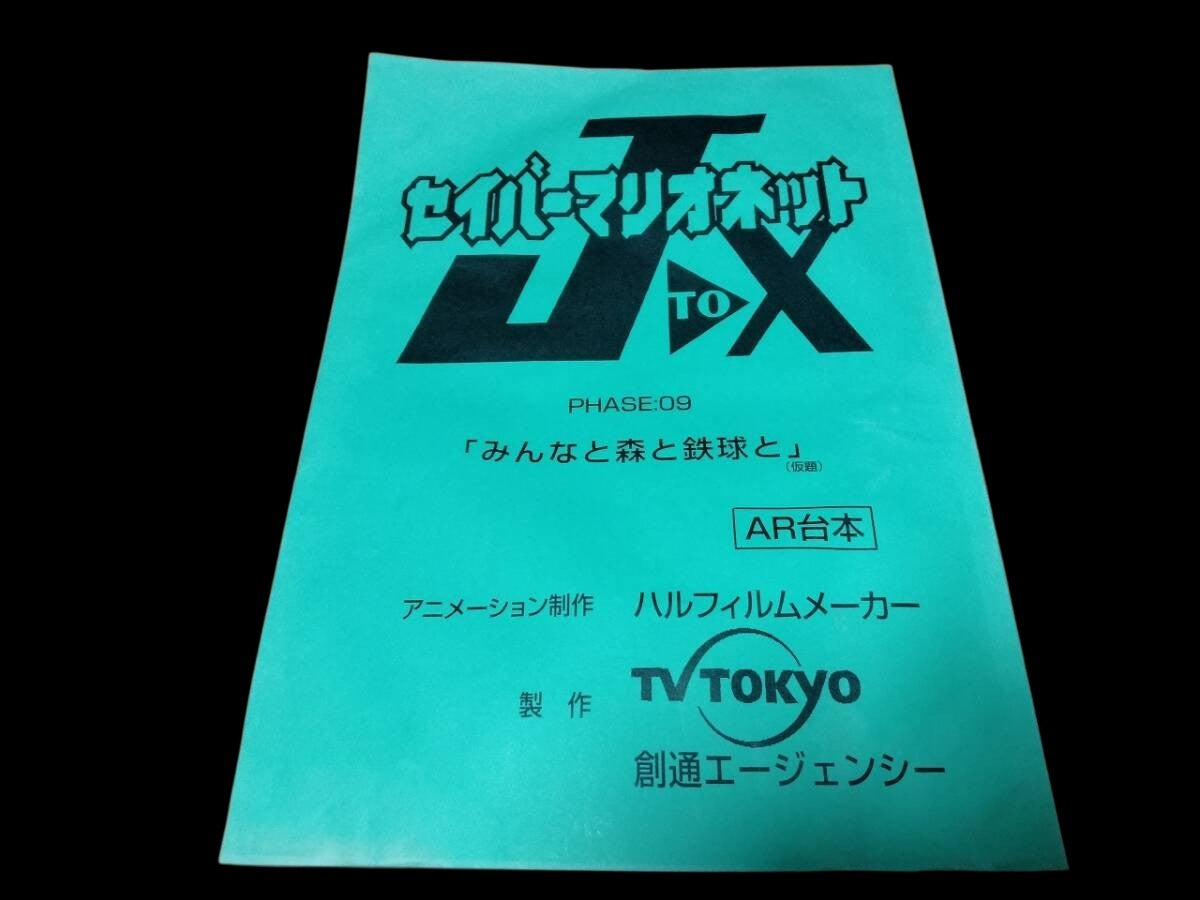 セイバーマリオネット
J TO X
PHASE:09
「みんなと森と鉄球と」(仮題)
AR台本
アニメーション制作 ハルフィルムメーカー
製作 TV TOKYO
創通エージェンシー